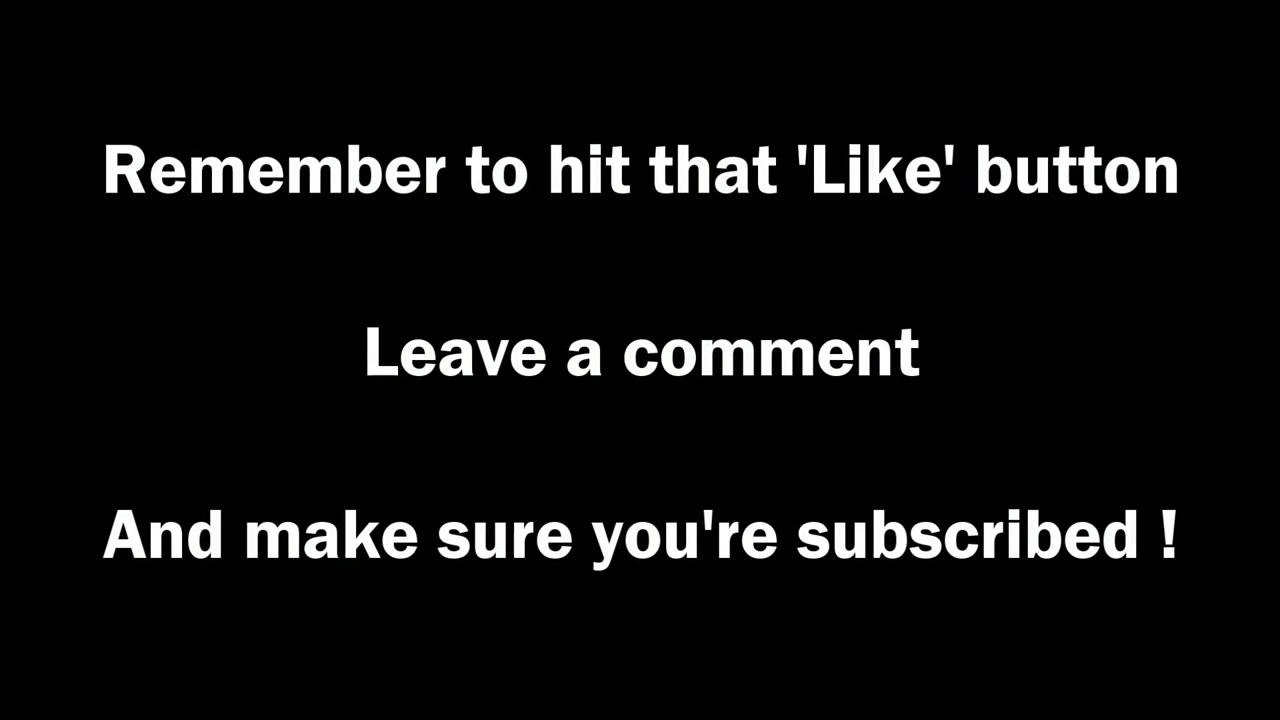 Remember to hit that 'Like' button
Leave a comment
And make sure you're subscribed !